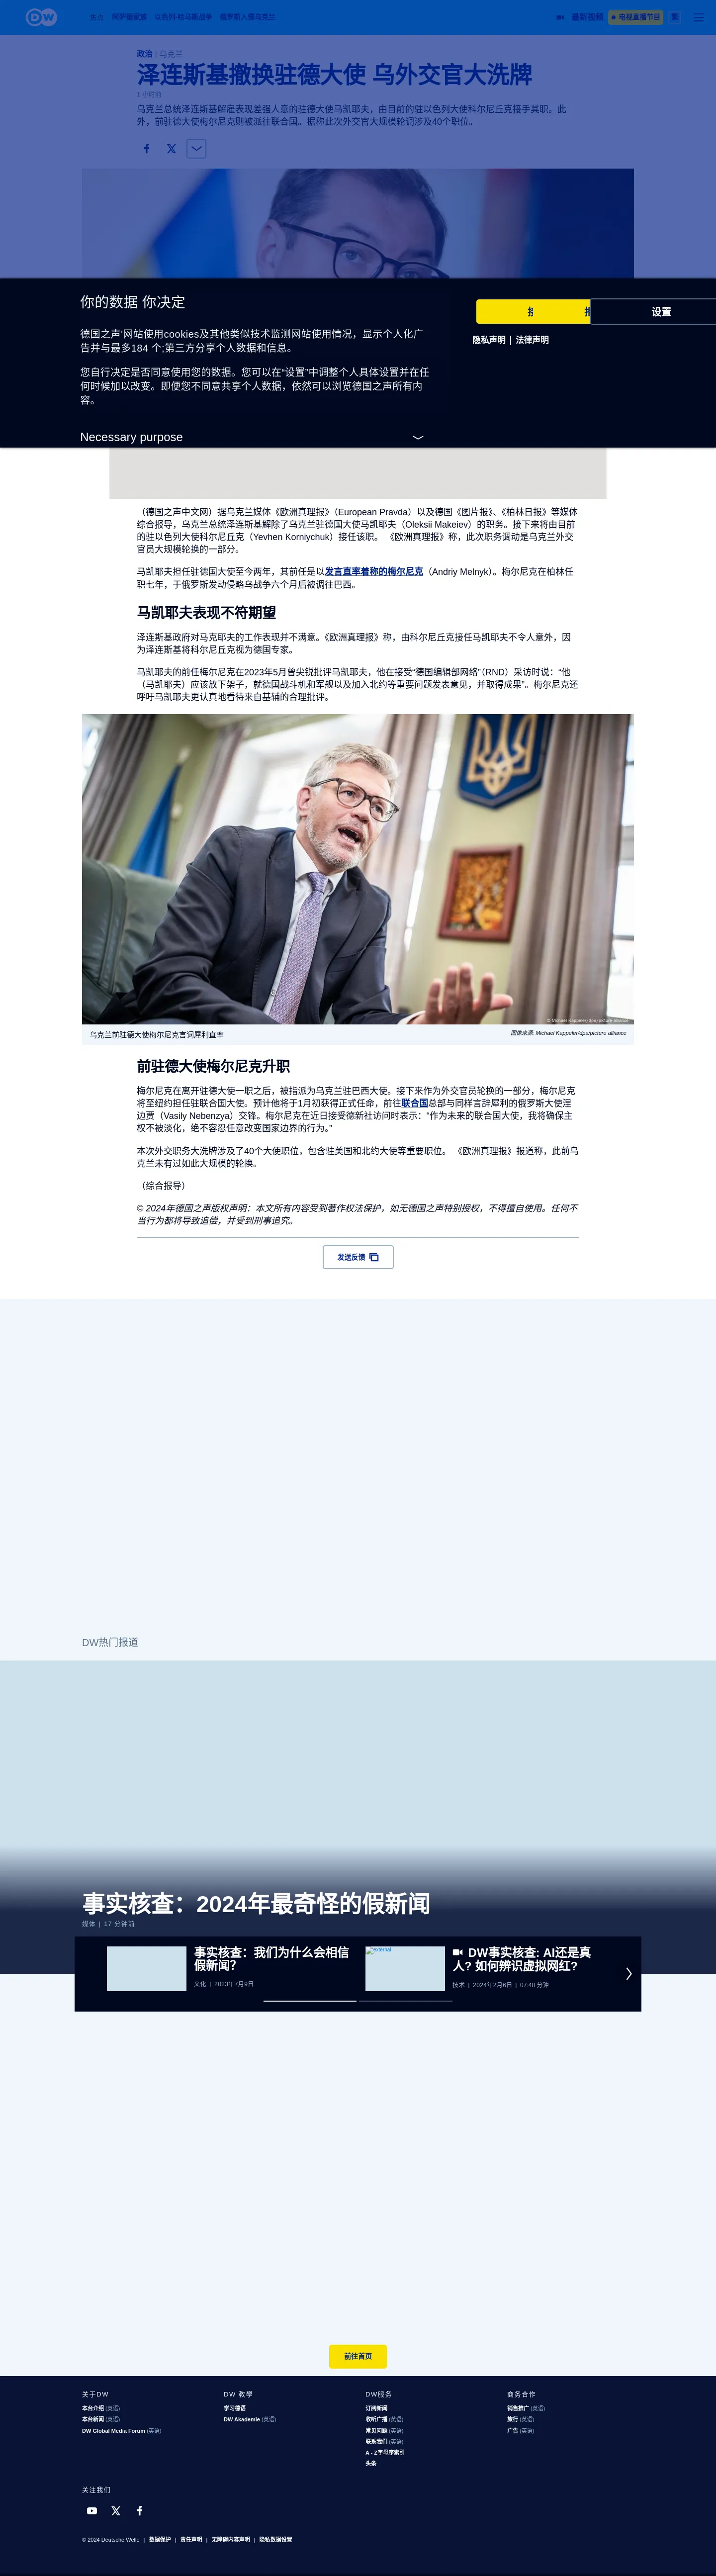 DW
焦点 阿萨德家族 以色列-哈马斯战争 俄罗斯入侵乌克兰
最新视频
电视直播节目
繁
政治 | 乌克兰
泽连斯基撤换驻德大使 乌外交官大洗牌
1 小时前
乌克兰总统泽连斯基解雇表现差强人意的驻德大使马凯耶夫，由目前的驻以色列大使科尔尼丘克接手其职。此
外，前驻德大使梅尔尼克则被派往联合国。据称此次外交官大规模轮调涉及40个职位。
你的数据 你决定
德国之声'网站使用cookies及其他类似技术监测网站使用情况，显示个人化广
告并与最多184 个;第三方分享个人数据和信息。
您自行决定是否同意使用您的数据。您可以在“设置”中调整个人具体设置并在任
何时候加以改变。即便您不同意共享个人数据，依然可以浏览德国之声所有内
容。
Necessary purpose
设置
隐私声明 | 法律声明
（德国之声中文网）据乌克兰媒体《欧洲真理报》（European Pravda）以及德国《图片报》、《柏林日报》等媒体
综合报导，乌克兰总统泽连斯基解除了乌克兰驻德国大使马凯耶夫（Oleksii Makeiev）的职务。接下来将由目前
的驻以色列大使科尔尼丘克（Yevhen Korniychuk）接任该职。 《欧洲真理报》称，此次职务调动是乌克兰外交
官员大规模轮换的一部分。
马凯耶夫担任驻德国大使至今两年，其前任是以发言直率着称的梅尔尼克（Andriy Melnyk）。梅尔尼克在柏林任
职七年，于俄罗斯发动侵略乌战争六个月后被调往巴西。
马凯耶夫表现不符期望
泽连斯基政府对马克耶夫的工作表现并不满意。《欧洲真理报》称，由科尔尼丘克接任马凯耶夫不令人意外，因
为泽连斯基将科尔尼丘克视为德国专家。
马凯耶夫的前任梅尔尼克在2023年5月曾尖锐批评马凯耶夫，他在接受“德国编辑部网络”（RND）采访时说：“他
（马凯耶夫）应该放下架子，就德国战斗机和军舰以及加入北约等重要问题发表意见，并取得成果”。梅尔尼克还
呼吁马凯耶夫更认真地看待来自基辅的合理批评。
© Michael Kappeler/dpa/picture alliance
乌克兰前驻德大使梅尔尼克言词犀利直率
图像来源: Michael Kappeler/dpa/picture alliance
前驻德大使梅尔尼克升职
梅尔尼克在离开驻德大使一职之后，被指派为乌克兰驻巴西大使。接下来作为外交官员轮换的一部分，梅尔尼克
将至纽约担任驻联合国大使。预计他将于1月初获得正式任命，前往联合国总部与同样言辞犀利的俄罗斯大使涅
边贾（Vasily Nebenzya）交锋。梅尔尼克在近日接受德新社访问时表示：“作为未来的联合国大使，我将确保主
权不被淡化，绝不容忍任意改变国家边界的行为。”
本次外交职务大洗牌涉及了40个大使职位，包含驻美国和北约大使等重要职位。 《欧洲真理报》报道称，此前乌
克兰未有过如此大规模的轮换。
（综合报导）
© 2024年德国之声版权声明：本文所有内容受到著作权法保护，如无德国之声特别授权，不得擅自使用。任何不
当行为都将导致追偿，并受到刑事追究。
发送反馈
DW热门报道
事实核查：2024年最奇怪的假新闻
媒体 | 17 分钟前
事实核查：我们为什么会相信
假新闻？
文化 | 2023年7月9日
external
DW事实核查: AI还是真
人? 如何辨识虚拟网红?
技术 | 2024年2月6日 | 07:48 分钟
前往首页
关于DW
本台介绍 (英语)
本台新闻 (英语)
DW Global Media Forum (英语)
DW 教學
学习德语
DW Akademie (英语)
DW服务
订阅新闻
收听广播 (英语)
常见问题 (英语)
联系我们 (英语)
A - Z字母序索引
头条
商务合作
销售推广 (英语)
旅行 (英语)
广告 (英语)
关注我们
© 2024 Deutsche Welle | 数据保护 | 责任声明 | 无障碍内容声明 | 隐私数据设置